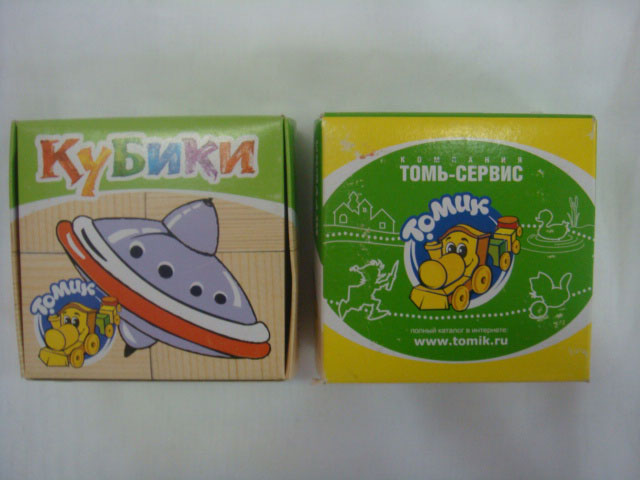 Кубики
Томик
КОМПАНИЯ
ТОМЬ-СЕРВИС
Томик
полный каталог в интернете:
www.tomik.ru